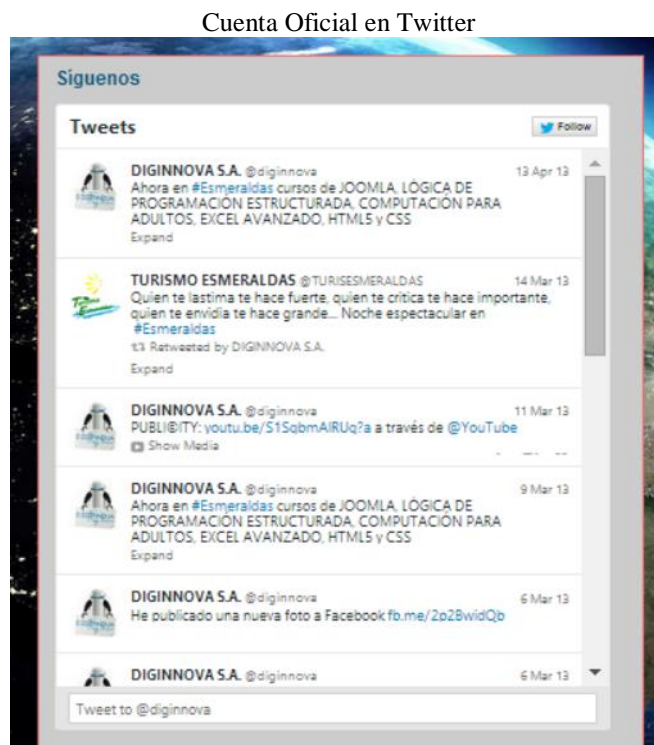 Cuenta Oficial en Twitter
Síguenos
Tweets
Follow
DIGINNOVA S.A. @diginnova 13 Apr 13
Ahora en #Esmeraldas cursos de JOOMLA, LÓGICA DE
PROGRAMACIÓN ESTRUCTURADA, COMPUTACIÓN PARA
ADULTOS, EXCEL AVANZADO, HTML5 y CSS
Expand
TURISMO ESMERALDAS @TURISESMERALDAS 14 Mar 13
Quien te lastima te hace fuerte, quien te critica te hace importante,
quien te envidia te hace grande... Noche espectacular en
#Esmeraldas
Retweeted by DIGINNOVA S.A.
Expand
DIGINNOVA S.A. @diginnova 11 Mar 13
PUBLI©ITY: youtu.be/S1SqbmAlRUq?a a través de @YouTube
Show Media
DIGINNOVA S.A. @diginnova 9 Mar 13
Ahora en #Esmeraldas cursos de JOOMLA, LÓGICA DE
PROGRAMACIÓN ESTRUCTURADA, COMPUTACIÓN PARA
ADULTOS, EXCEL AVANZADO, HTML5 y CSS
Expand
DIGINNOVA S.A. @diginnova 6 Mar 13
He publicado una nueva foto a Facebook fb.me/2p2BwidQb
DIGINNOVA S.A. @diginnova 6 Mar 13
Tweet to @diginnova